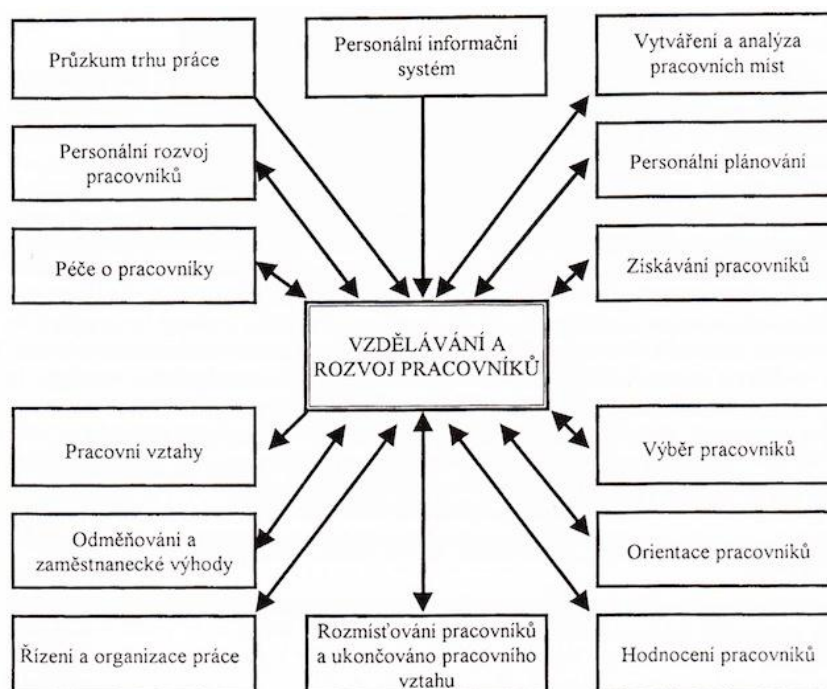 Průzkum trhu práce
Personální informační
systém
Vytváření a analýza
pracovních míst
Personální rozvoj
pracovníků
Personální plánování
Péče o pracovníky
Získávání pracovníků
VZDĚLÁVÁNÍ A
ROZVOJ PRACOVNÍKŮ
Pracovní vztahy
Výběr pracovníků
Odměňování a
zaměstnanecké výhody
Orientace pracovníků
Řízení a organizace práce
Rozmísťování pracovníků
a ukončováno pracovního
vztahu
Hodnocení pracovníků